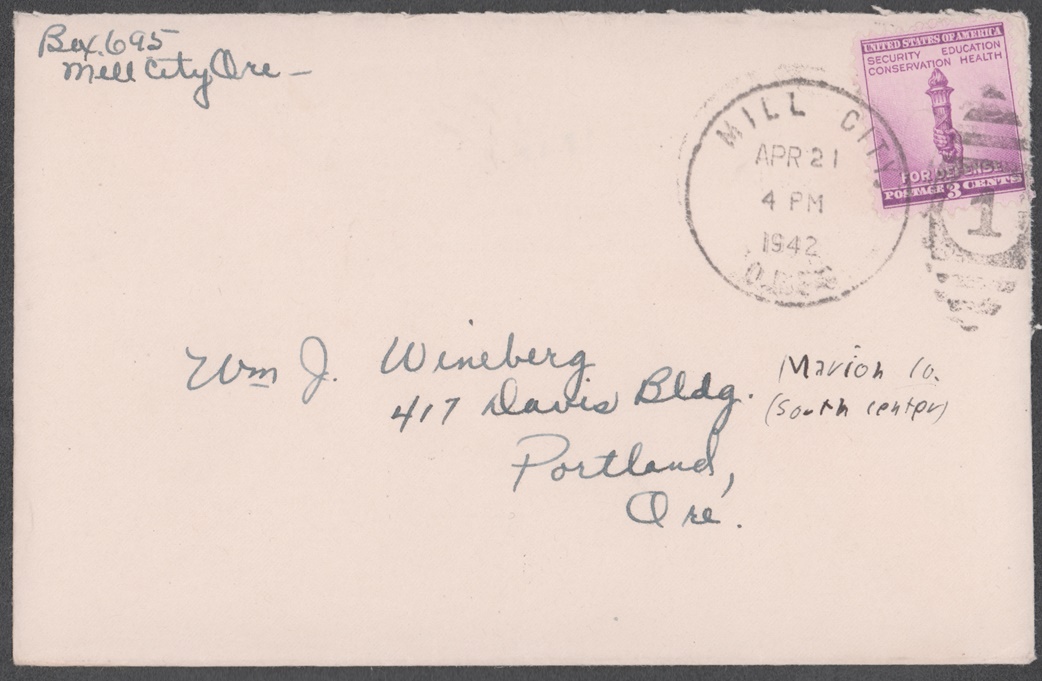 Box 695
Mill City Ore –
UNITED STATES OF AMERICA
SECURITY EDUCATION
CONSERVATION HEALTH
FOR DEFENSE
POSTAGE 3 CENTS
MILL CITY,
APR 21
4 PM
1942
OREG
1
Wm J. Wineberg
417 Davis Bldg.
Portland,
Ore.
Marion Co.
(South center)